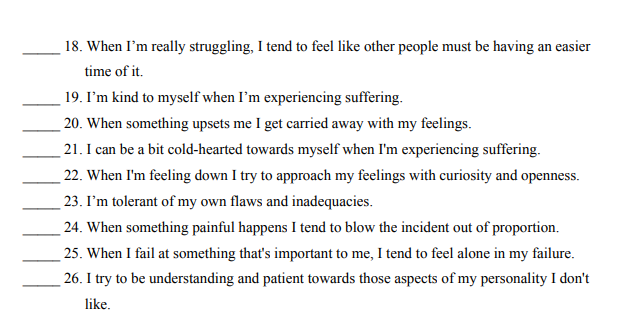 _____ 18. When I’m really struggling, I tend to feel like other people must be having an easier
time of it.
_____ 19. I’m kind to myself when I’m experiencing suffering.
_____ 20. When something upsets me I get carried away with my feelings.
_____ 21. I can be a bit cold-hearted towards myself when I'm experiencing suffering.
_____ 22. When I'm feeling down I try to approach my feelings with curiosity and openness.
_____ 23. I’m tolerant of my own flaws and inadequacies.
_____ 24. When something painful happens I tend to blow the incident out of proportion.
_____ 25. When I fail at something that's important to me, I tend to feel alone in my failure.
_____ 26. I try to be understanding and patient towards those aspects of my personality I don't
like.